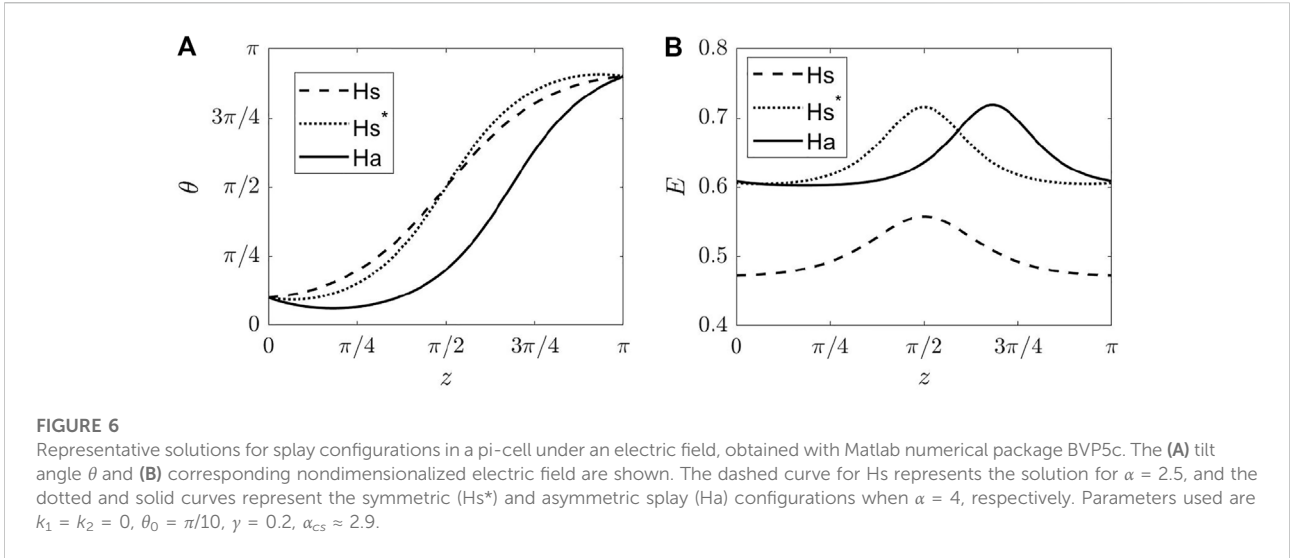 A
B
π
3π/4
π/2
π/4
0
θ
Hs
Hs*
Ha
0
π/4
π/2
3π/4
π
z
0.8
0.7
0.6
0.5
0.4
E
Hs
Hs*
Ha
0
π/4
π/2
3π/4
π
z
FIGURE 6
Representative solutions for splay configurations in a pi-cell under an electric field, obtained with Matlab numerical package BVP5c. The (A) tilt
angle θ and (B) corresponding nondimensionalized electric field are shown. The dashed curve for Hs represents the solution for α = 2.5, and the
dotted and solid curves represent the symmetric (Hs*) and asymmetric splay (Ha) configurations when α = 4, respectively. Parameters used are
k₁ = k₂ = 0, θ₀ = π/10, γ = 0.2, α_cs ≈ 2.9.